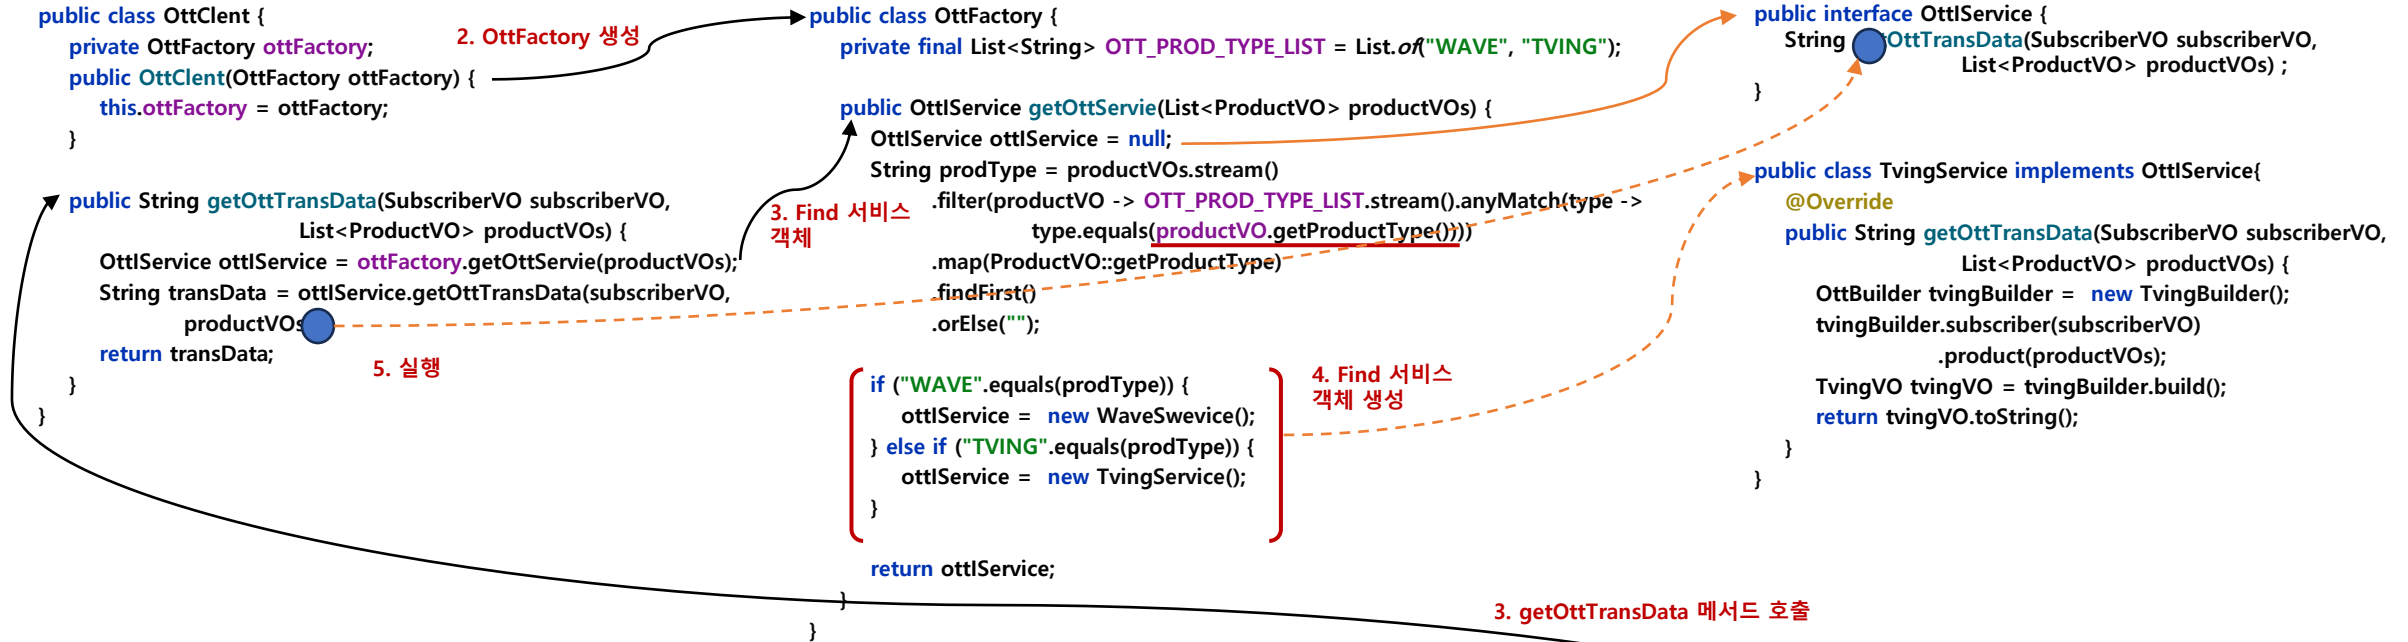 public class OttClent {
private OttFactory ottFactory;
public OttClent(OttFactory ottFactory) {
this.ottFactory = ottFactory;
}
public String getOttTransData(SubscriberVO subscriberVO,
List<ProductVO> productVOs) {
OttIService ottIService = ottFactory.getOttServie(productVOs);
String transData = ottIService.getOttTransData(subscriberVO,
productVOs
return transData;
}
}
2. OttFactory 생성
3. Find 서비스
객체
5. 실행
public class OttFactory {
private final List<String> OTT_PROD_TYPE_LIST = List.of("WAVE", "TVING");
public OttIService getOttServie(List<ProductVO> productVOs) {
OttIService ottIService = null;
String prodType = productVOs.stream()
.filter(productVO -> OTT_PROD_TYPE_LIST.stream().anyMatch(type ->
type.equals(productVO.getProductType())))
.map(ProductVO::getProductType)
.findFirst()
.orElse("");
if ("WAVE".equals(prodType)) {
ottIService = new WaveSwevice();
} else if ("TVING".equals(prodType)) {
ottIService = new TvingService();
}
return ottIService;
}
}
4. Find 서비스
객체 생성
3. getOttTransData 메서드 호출
public interface OttIService {
String OttTransData(SubscriberVO subscriberVO,
List<ProductVO> productVOs) ;
}
public class TvingService implements OttIService{
@Override
public String getOttTransData(SubscriberVO subscriberVO,
List<ProductVO> productVOs) {
OttBuilder tvingBuilder = new TvingBuilder();
tvingBuilder.subscriber(subscriberVO)
.product(productVOs);
TvingVO tvingVO = tvingBuilder.build();
return tvingVO.toString();
}
}